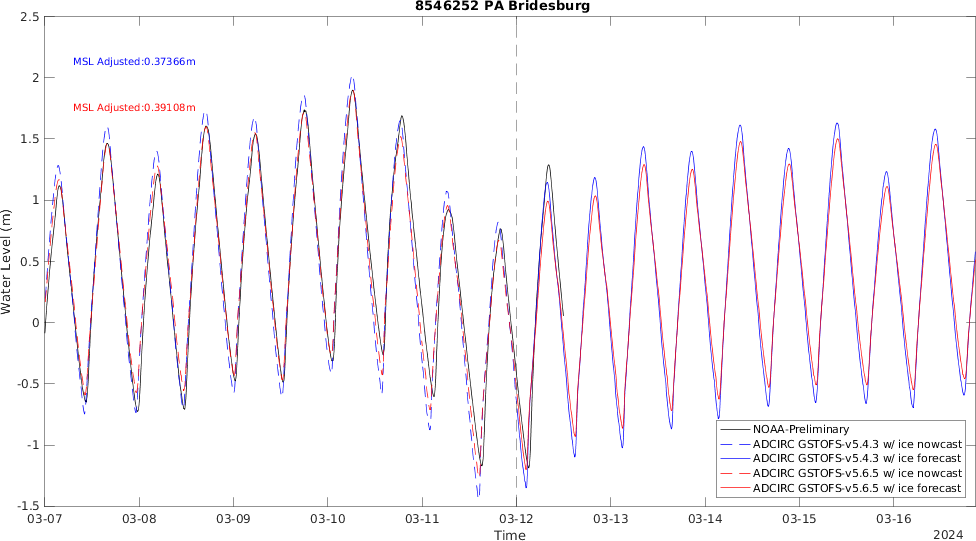 8546252 PA Bridesburg
2.5
2
1.5
1
0.5
0
-0.5
-1
-1.5
Water Level (m)
MSL Adjusted:0.37366m
MSL Adjusted:0.39108m
NOAA-Preliminary
ADCIRC GSTOFS-v5.4.3 w/ ice nowcast
ADCIRC GSTOFS-v5.4.3 w/ ice forecast
ADCIRC GSTOFS-v5.6.5 w/ ice nowcast
ADCIRC GSTOFS-v5.6.5 w/ ice forecast
03-07 03-08 03-09 03-10 03-11 03-12 03-13 03-14 03-15 03-16
Time
2024